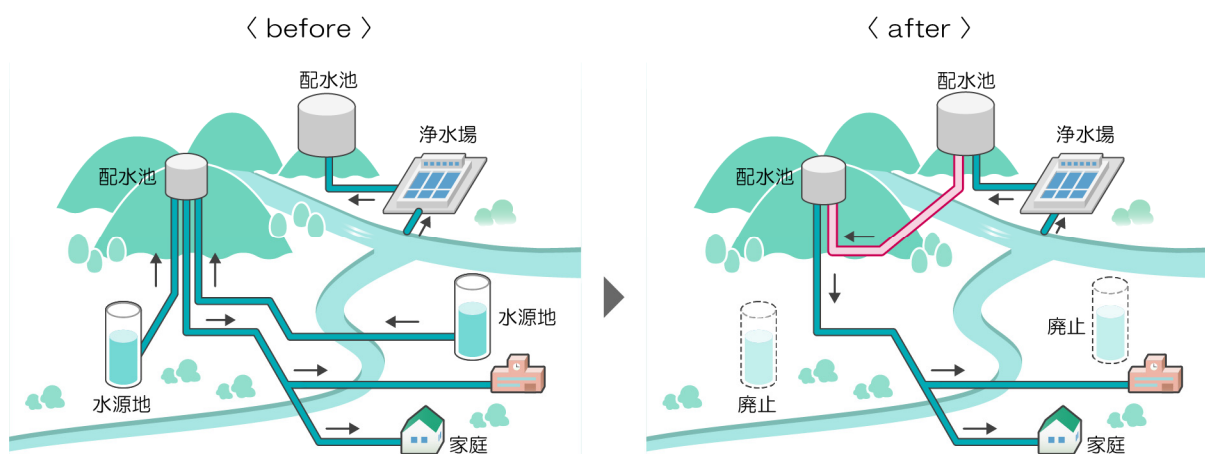 〈 before 〉
配水池
浄水場
配水池
水源地
水源地
家庭
〈 after 〉
配水池
浄水場
配水池
廃止
廃止
家庭